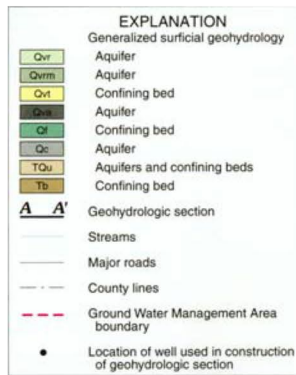 EXPLANATION
Generalized surficial geohydrology
Qvr Aquifer
Qvrm Aquifer
Qvt Confining bed
Qva Aquifer
Qf Confining bed
Qc Aquifer
TQu Aquifers and confining beds
Tb Confining bed
A A' Geohydrologic section
Streams
Major roads
County lines
Ground Water Management Area
boundary
Location of well used in construction
of geohydrologic section